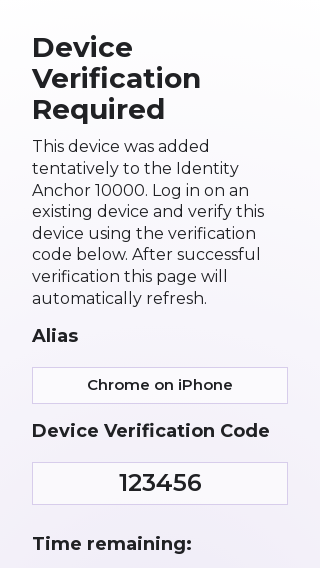 Device
Verification
Required
This device was added
tentatively to the Identity
Anchor 10000. Log in on an
existing device and verify this
device using the verification
code below. After successful
verification this page will
automatically refresh.
Alias
Chrome on iPhone
Device Verification Code
123456
Time remaining: